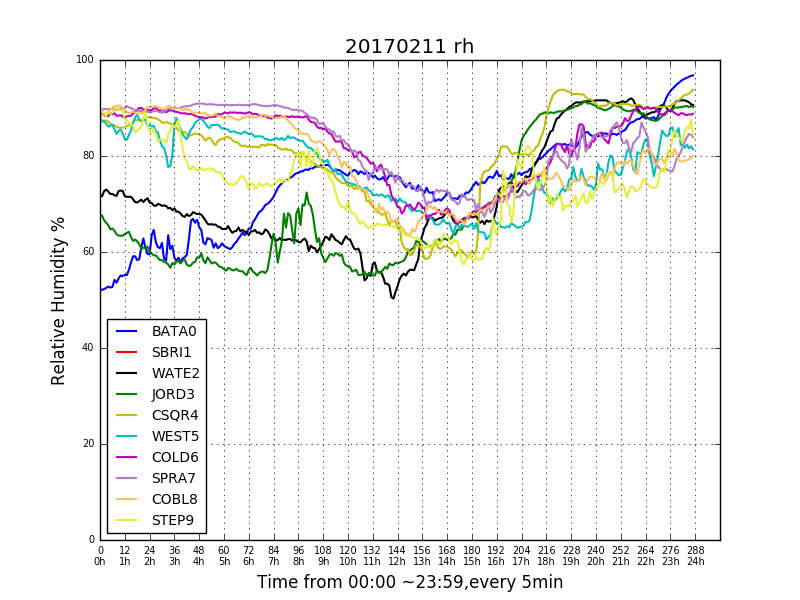 20170211 rh
100
80
60
40
20
0
Relative Humidity %
BATA0
SBRI1
WATE2
JORD3
CSQR4
WEST5
COLD6
SPRA7
COBL8
STEP9
0 12 24 36 48 60 72 84 96 108 120 132 144 156 168 180 192 204 216 228 240 252 264 276 288
0h 1h 2h 3h 4h 5h 6h 7h 8h 9h 10h 11h 12h 13h 14h 15h 16h 17h 18h 19h 20h 21h 22h 23h 24h
Time from 00:00 ~23:59,every 5min